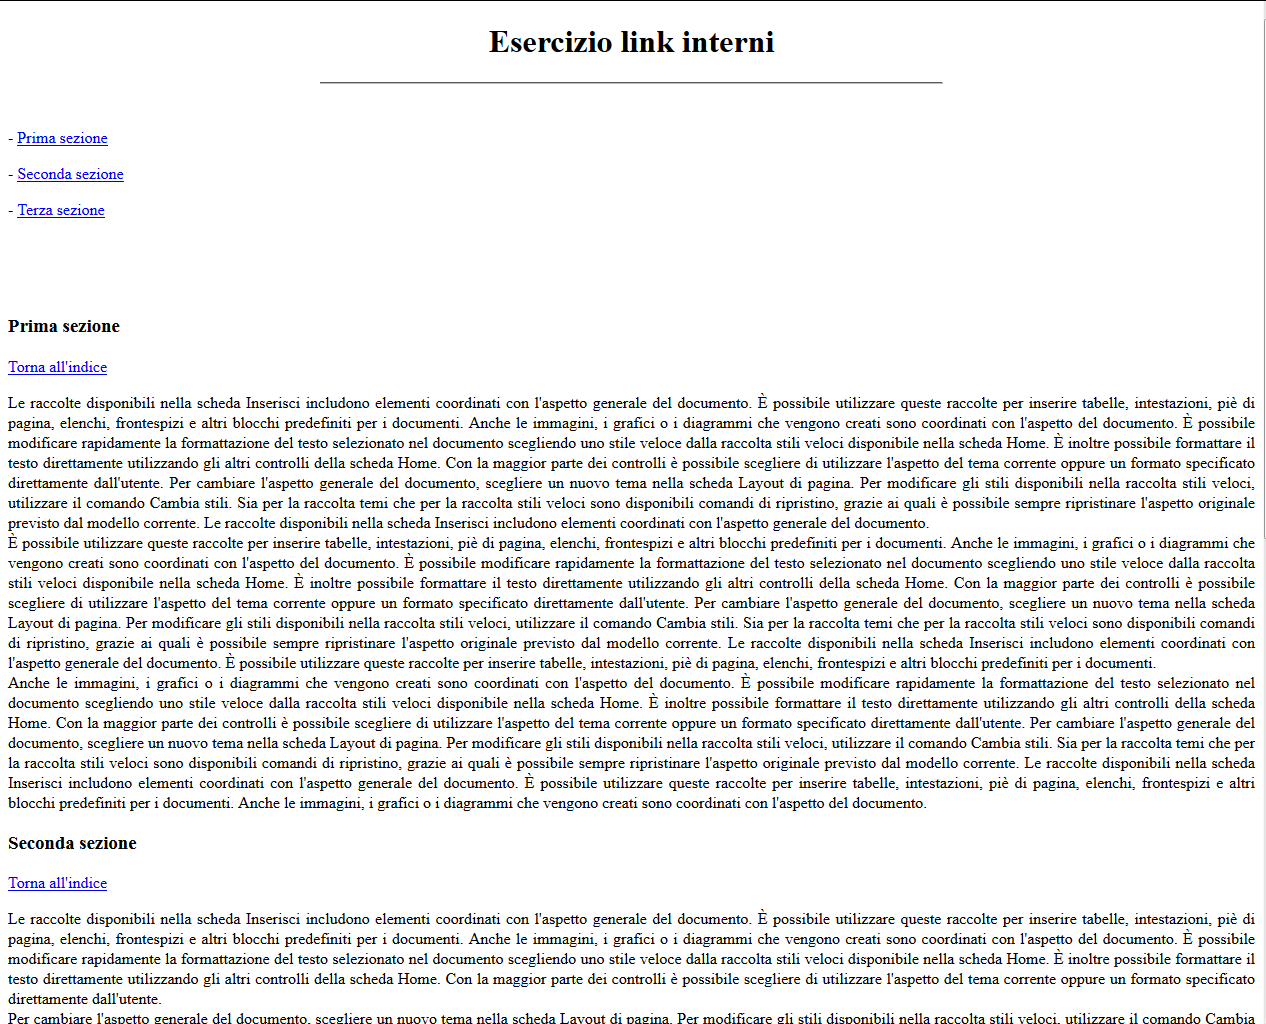 Esercizio link interni
- Prima sezione
- Seconda sezione
- Terza sezione
Prima sezione
Torna all'indice
Le raccolte disponibili nella scheda Inserisci includono elementi coordinati con l'aspetto generale del documento. È possibile utilizzare queste raccolte per inserire tabelle, intestazioni, piè di
pagina, elenchi, frontespizi e altri blocchi predefiniti per i documenti. Anche le immagini, i grafici o i diagrammi che vengono creati sono coordinati con l'aspetto del documento. È possibile
modificare rapidamente la formattazione del testo selezionato nel documento scegliendo uno stile veloce dalla raccolta stili veloci disponibile nella scheda Home. È inoltre possibile formattare il
testo direttamente utilizzando gli altri controlli della scheda Home. Con la maggior parte dei controlli è possibile scegliere di utilizzare l'aspetto del tema corrente oppure un formato specificato
direttamente dall'utente. Per cambiare l'aspetto generale del documento, scegliere un nuovo tema nella scheda Layout di pagina. Per modificare gli stili disponibili nella raccolta stili veloci,
utilizzare il comando Cambia stili. Sia per la raccolta temi che per la raccolta stili veloci sono disponibili comandi di ripristino, grazie ai quali è possibile sempre ripristinare l'aspetto originale
previsto dal modello corrente. Le raccolte disponibili nella scheda Inserisci includono elementi coordinati con l'aspetto generale del documento.
È possibile utilizzare queste raccolte per inserire tabelle, intestazioni, piè di pagina, elenchi, frontespizi e altri blocchi predefiniti per i documenti. Anche le immagini, i grafici o i diagrammi che
vengono creati sono coordinati con l'aspetto del documento. È possibile modificare rapidamente la formattazione del testo selezionato nel documento scegliendo uno stile veloce dalla raccolta
stili veloci disponibile nella scheda Home. È inoltre possibile formattare il testo direttamente utilizzando gli altri controlli della scheda Home. Con la maggior parte dei controlli è possibile
scegliere di utilizzare l'aspetto del tema corrente oppure un formato specificato direttamente dall'utente. Per cambiare l'aspetto generale del documento, scegliere un nuovo tema nella scheda
Layout di pagina. Per modificare gli stili disponibili nella raccolta stili veloci, utilizzare il comando Cambia stili. Sia per la raccolta temi che per la raccolta stili veloci sono disponibili comandi
di ripristino, grazie ai quali è possibile sempre ripristinare l'aspetto originale previsto dal modello corrente. Le raccolte disponibili nella scheda Inserisci includono elementi coordinati con
l'aspetto generale del documento. È possibile utilizzare queste raccolte per inserire tabelle, intestazioni, piè di pagina, elenchi, frontespizi e altri blocchi predefiniti per i documenti.
Anche le immagini, i grafici o i diagrammi che vengono creati sono coordinati con l'aspetto del documento. È possibile modificare rapidamente la formattazione del testo selezionato nel
documento scegliendo uno stile veloce dalla raccolta stili veloci disponibile nella scheda Home. È inoltre possibile formattare il testo direttamente utilizzando gli altri controlli della scheda
Home. Con la maggior parte dei controlli è possibile scegliere di utilizzare l'aspetto del tema corrente oppure un formato specificato direttamente dall'utente. Per cambiare l'aspetto generale del
documento, scegliere un nuovo tema nella scheda Layout di pagina. Per modificare gli stili disponibili nella raccolta stili veloci, utilizzare il comando Cambia stili. Sia per la raccolta temi che per
la raccolta stili veloci sono disponibili comandi di ripristino, grazie ai quali è possibile sempre ripristinare l'aspetto originale previsto dal modello corrente. Le raccolte disponibili nella scheda
Inserisci includono elementi coordinati con l'aspetto generale del documento. È possibile utilizzare queste raccolte per inserire tabelle, intestazioni, piè di pagina, elenchi, frontespizi e altri
blocchi predefiniti per i documenti. Anche le immagini, i grafici o i diagrammi che vengono creati sono coordinati con l'aspetto del documento.
Seconda sezione
Torna all'indice
Le raccolte disponibili nella scheda Inserisci includono elementi coordinati con l'aspetto generale del documento. È possibile utilizzare queste raccolte per inserire tabelle, intestazioni, piè di
pagina, elenchi, frontespizi e altri blocchi predefiniti per i documenti. Anche le immagini, i grafici o i diagrammi che vengono creati sono coordinati con l'aspetto del documento. È possibile
modificare rapidamente la formattazione del testo selezionato nel documento scegliendo uno stile veloce dalla raccolta stili veloci disponibile nella scheda Home. È inoltre possibile formattare il
testo direttamente utilizzando gli altri controlli della scheda Home. Con la maggior parte dei controlli è possibile scegliere di utilizzare l'aspetto del tema corrente oppure un formato specificato
direttamente dall'utente.
Per cambiare l'aspetto generale del documento, scegliere un nuovo tema nella scheda Layout di pagina. Per modificare gli stili disponibili nella raccolta stili veloci, utilizzare il comando Cambia